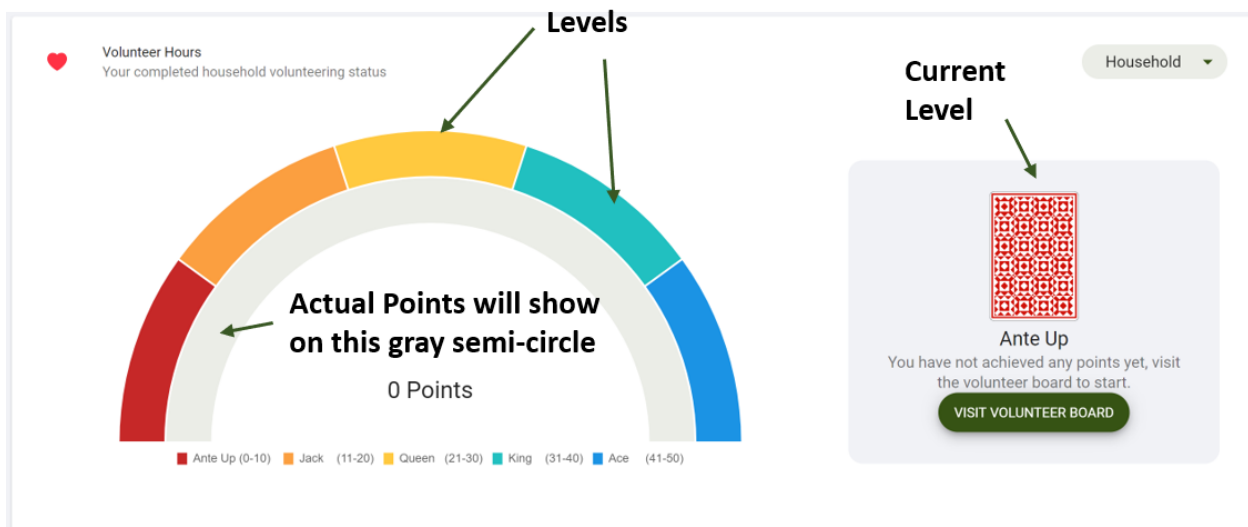 Levels
Volunteer Hours
Your completed household volunteering status
Household
Current
Level
Actual Points will show
on this gray semi-circle
0 Points
Ante Up
You have not achieved any points yet, visit
the volunteer board to start.
VISIT VOLUNTEER BOARD
Ante Up (0-10) Jack (11-20) Queen (21-30) King (31-40) Ace (41-50)